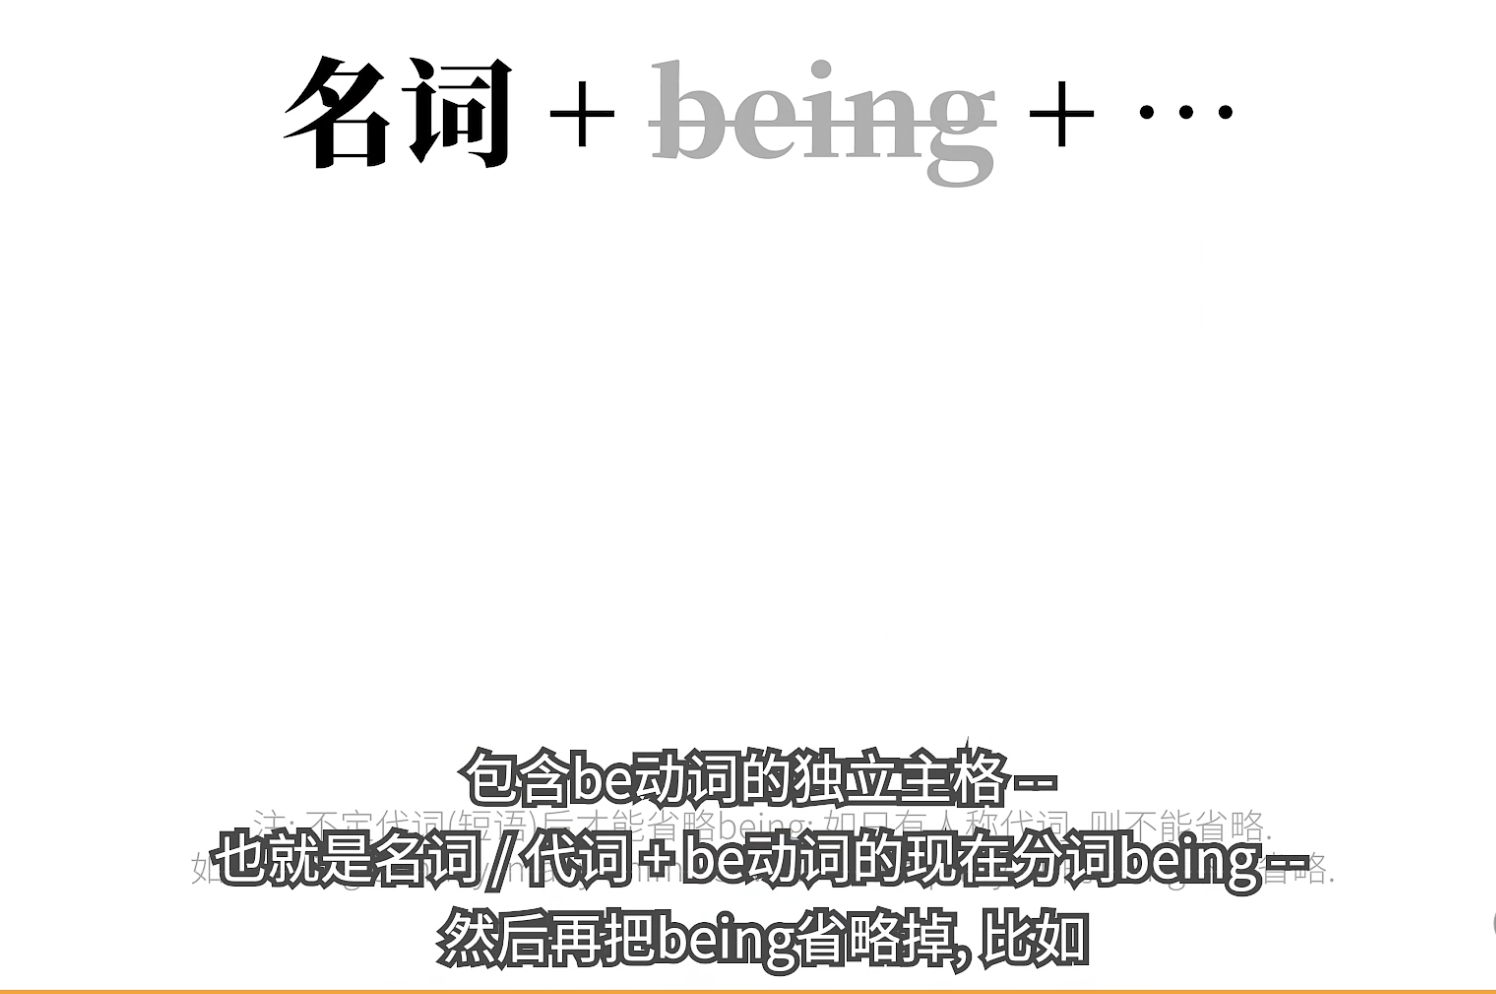 名词 + being + ···
包含be动词的独立主格 --
注: 不定代词(短语)后才能省略being; 如只有人称代词, 则不能省略.
也就是名词 / 代词 + be动词的现在分词being --
如 省略.
然后再把being省略掉, 比如